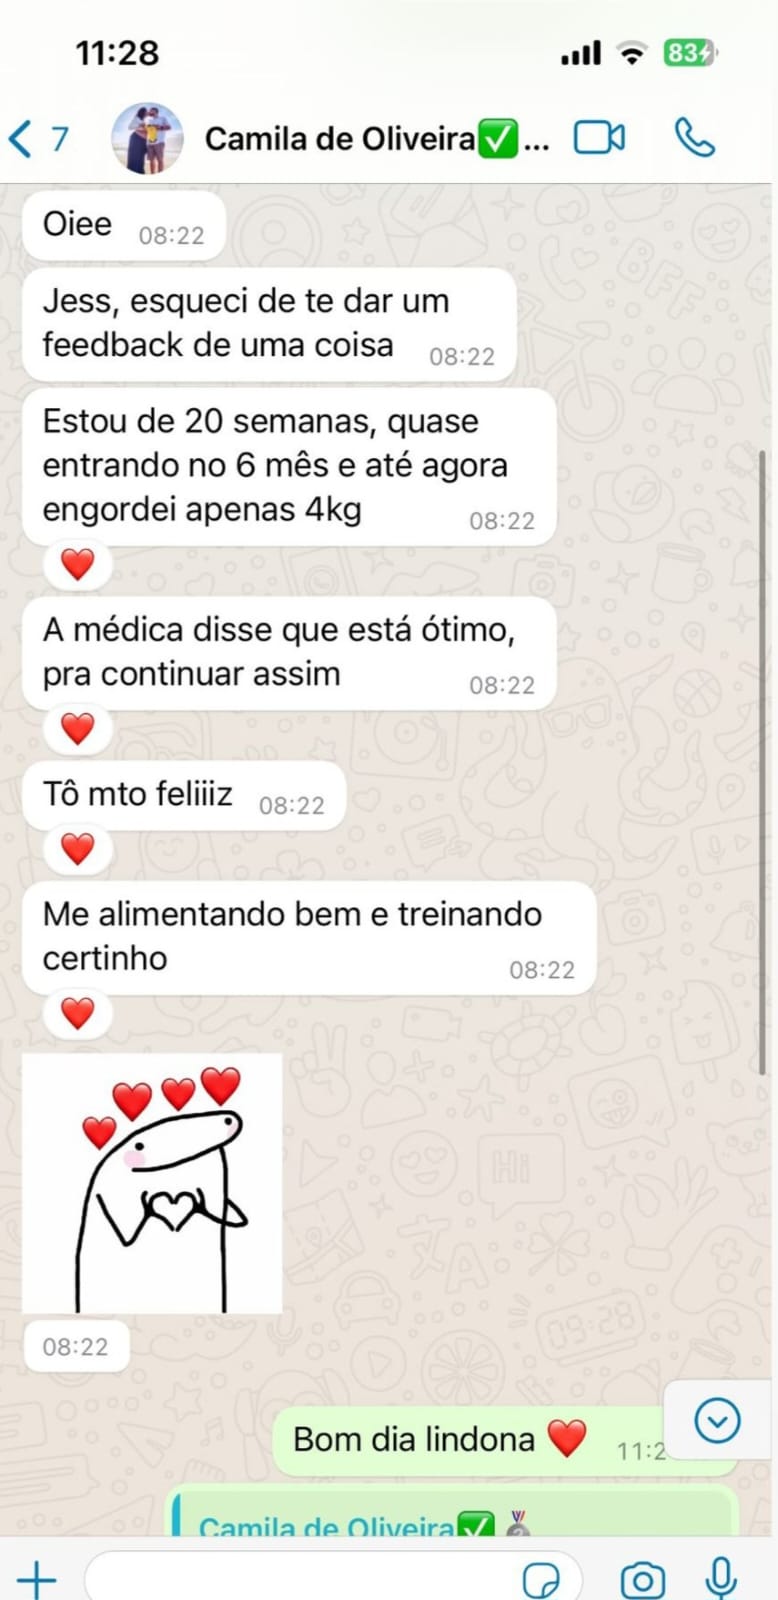 11:28
83
7
Camila de Oliveira✅...
Oiee 08:22
Jess, esqueci de te dar um
feedback de uma coisa 08:22
Estou de 20 semanas, quase
entrando no 6 mês e até agora
engordei apenas 4kg 08:22
A médica disse que está ótimo,
pra continuar assim 08:22
Tô mto feliiiz 08:22
Me alimentando bem e treinando
certinho 08:22
08:22
Bom dia lindona ❤️ 11:2
Camila de Oliveira✅🥈